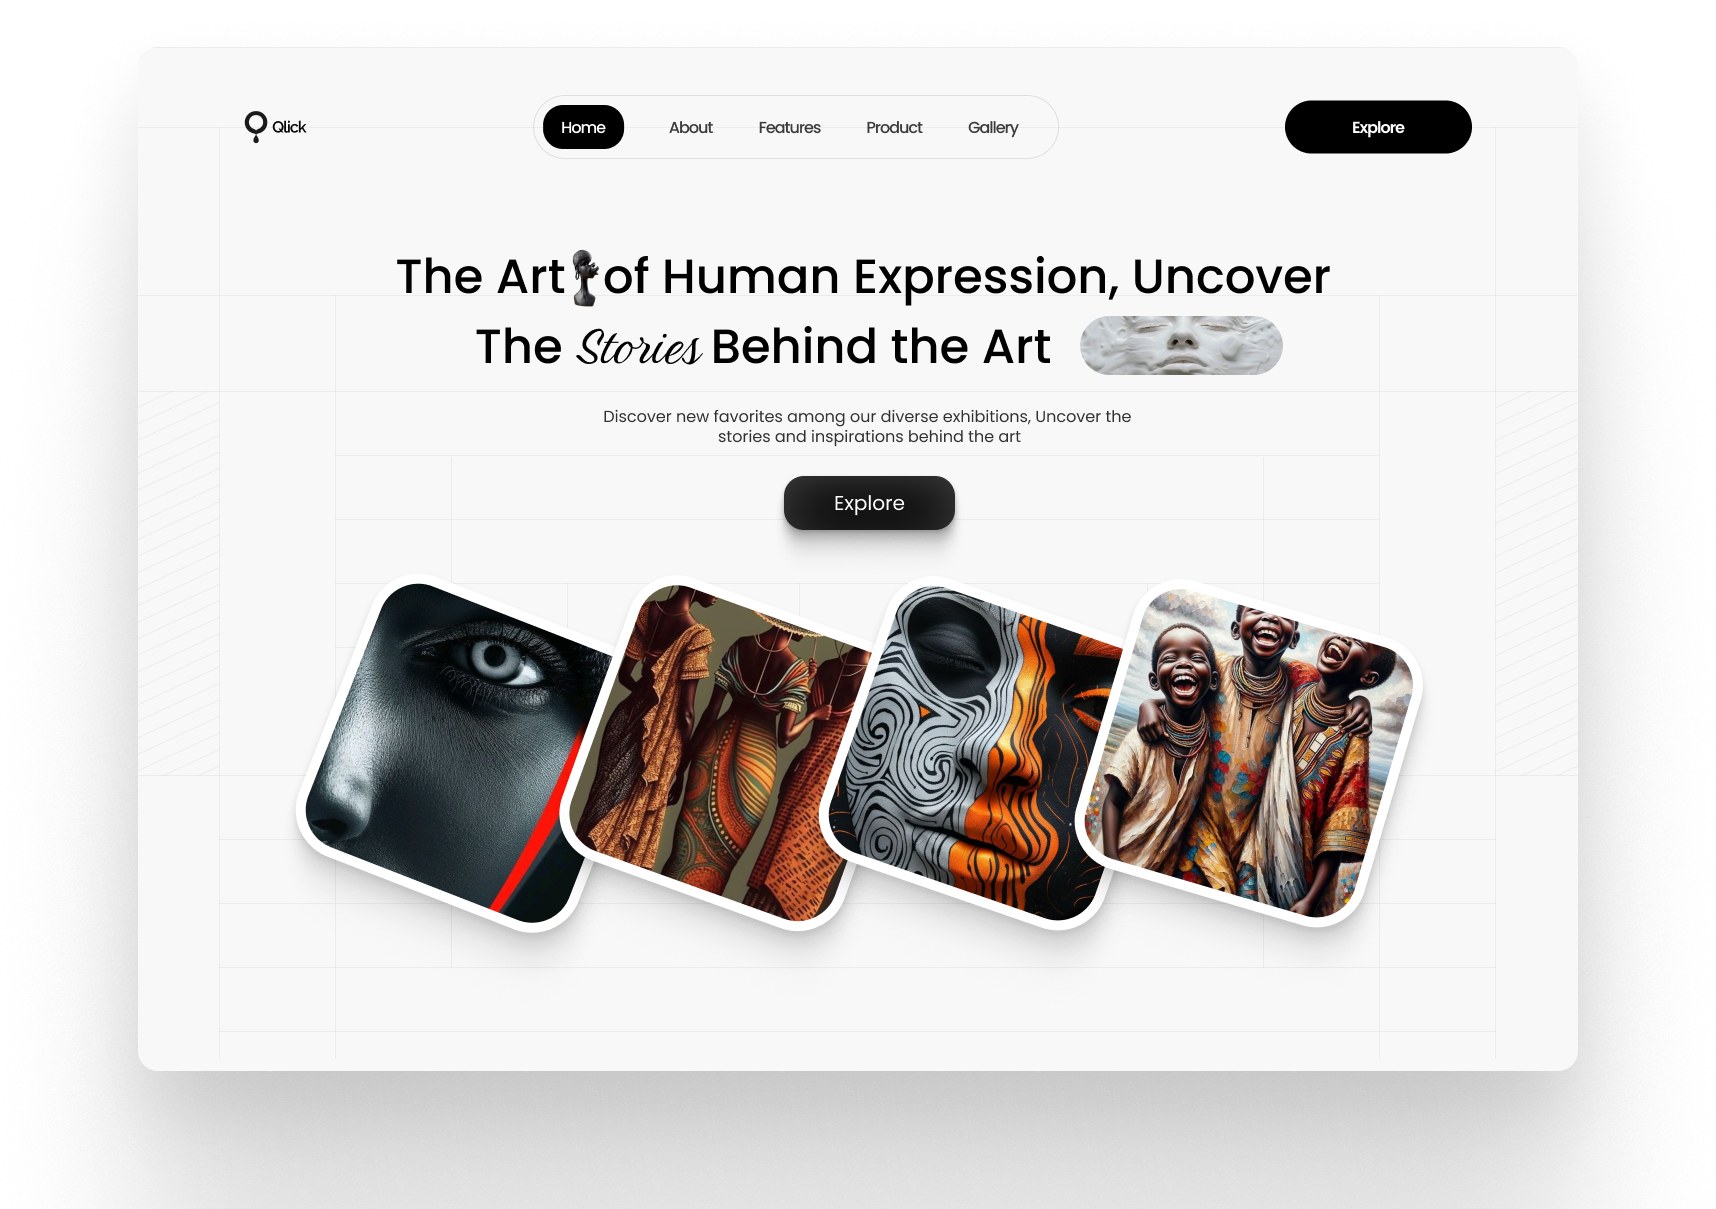 Qlick
Home About Features Product Gallery
Explore
The Art of Human Expression, Uncover
The Stories Behind the Art
Discover new favorites among our diverse exhibitions, Uncover the
stories and inspirations behind the art
Explore